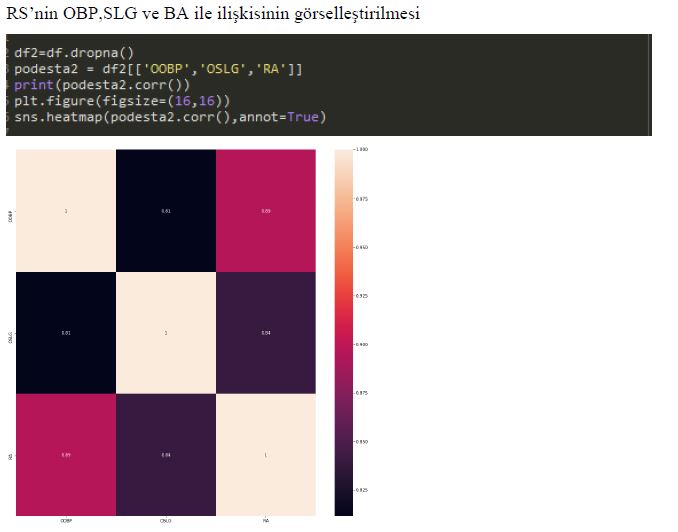 RS’nin OBP,SLG ve BA ile ilişkisinin görselleştirilmesi
df2=df.dropna()
podesta2 = df2[['OOBP','OSLG','RA']]
print(podesta2.corr())
plt.figure(figsize=(16,16))
sns.heatmap(podesta2.corr(),annot=True)
1.000
OOBP 1 0.81 0.89
0.975
0.950
0.925
OSLG 0.81 1 0.84
0.900
0.875
0.850
RA 0.89 0.84 1
0.825
OOBP OSLG RA